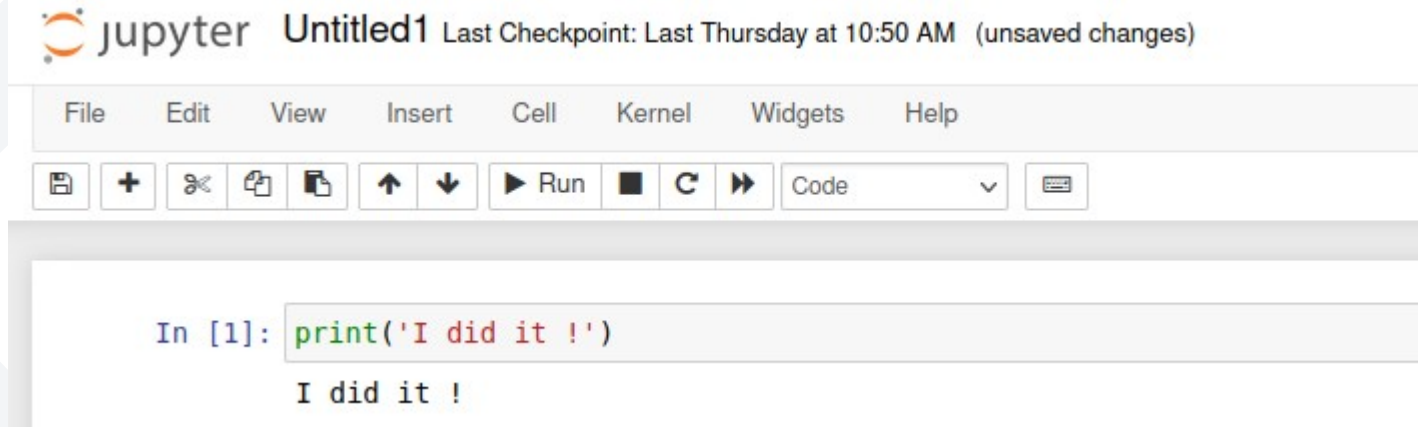 jupyter Untitled1 Last Checkpoint: Last Thursday at 10:50 AM (unsaved changes)
File Edit View Insert Cell Kernel Widgets Help
Run Code
In [1]: print('I did it !')
I did it !